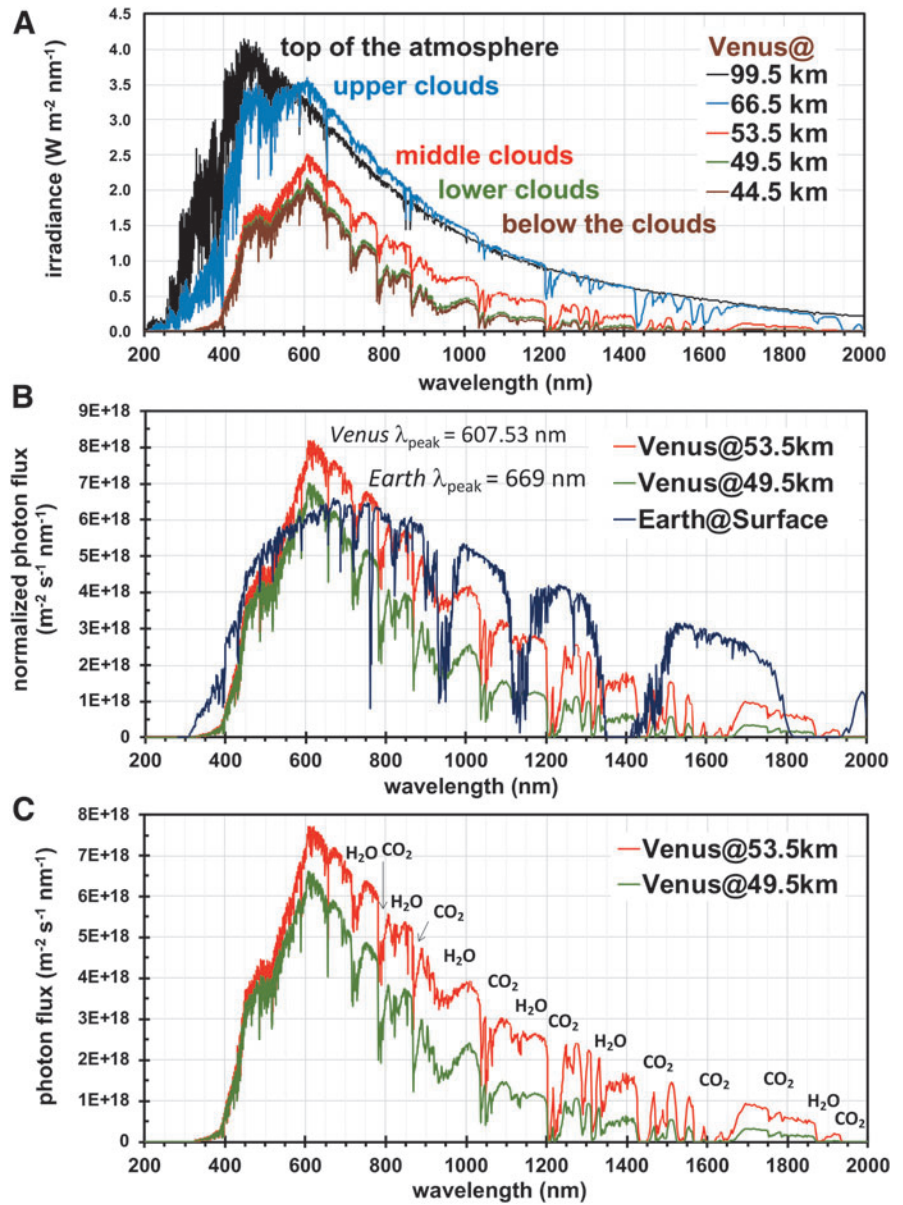 A
4.5
4.0
3.5
3.0
2.5
2.0
1.5
1.0
0.5
0.0
irradiance (W m-2 nm-1)
top of the atmosphere
upper clouds
middle clouds
lower clouds
below the clouds
Venus@
99.5 km
66.5 km
53.5 km
49.5 km
44.5 km
200 400 600 800 1000 1200 1400 1600 1800 2000
wavelength (nm)
B
9E+18
8E+18
7E+18
6E+18
5E+18
4E+18
3E+18
2E+18
1E+18
0
normalized photon flux
(m-2 s-1 nm-1)
Venus λpeak = 607.53 nm
Earth λpeak = 669 nm
Venus@53.5km
Venus@49.5km
Earth@Surface
200 400 600 800 1000 1200 1400 1600 1800 2000
wavelength (nm)
C
8E+18
7E+18
6E+18
5E+18
4E+18
3E+18
2E+18
1E+18
0
photon flux (m-2 s-1 nm-1)
Venus@53.5km
Venus@49.5km
H2O CO2
H2O
CO2
H2O
CO2
H2O
CO2
H2O
CO2
CO2
CO2
H2O
CO2
200 400 600 800 1000 1200 1400 1600 1800 2000
wavelength (nm)